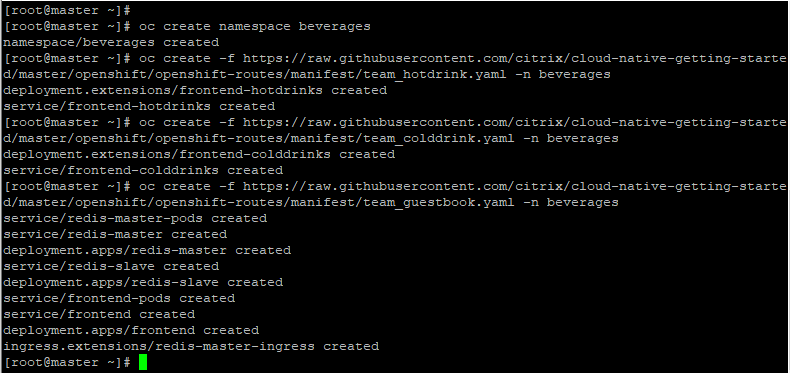 [root@master ~]#
[root@master ~]# oc create namespace beverages
namespace/beverages created
[root@master ~]# oc create -f https://raw.githubusercontent.com/citrix/cloud-native-getting-starte
d/master/openshift/openshift-routes/manifest/team_hotdrink.yaml -n beverages
deployment.extensions/frontend-hotdrinks created
service/frontend-hotdrinks created
[root@master ~]# oc create -f https://raw.githubusercontent.com/citrix/cloud-native-getting-starte
d/master/openshift/openshift-routes/manifest/team_colddrink.yaml -n beverages
deployment.extensions/frontend-colddrinks created
service/frontend-colddrinks created
[root@master ~]# oc create -f https://raw.githubusercontent.com/citrix/cloud-native-getting-starte
d/master/openshift/openshift-routes/manifest/team_guestbook.yaml -n beverages
service/redis-master-pods created
service/redis-master created
deployment.apps/redis-master created
service/redis-slave created
deployment.apps/redis-slave created
service/frontend-pods created
service/frontend created
deployment.apps/frontend created
ingress.extensions/redis-master-ingress created
[root@master ~]#